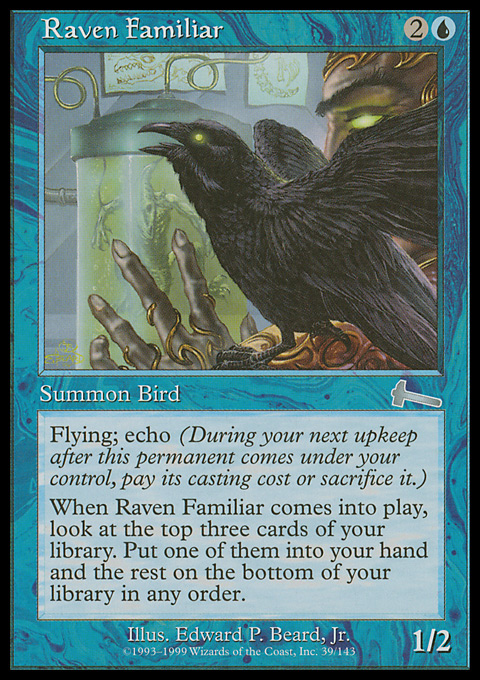 Raven Familiar 2
Summon Bird
Flying; echo (During your next upkeep
after this permanent comes under your
control, pay its casting cost or sacrifice it.)
When Raven Familiar comes into play,
look at the top three cards of your
library. Put one of them into your hand
and the rest on the bottom of your
library in any order.
Illus. Edward P. Beard, Jr.
©1993–1999 Wizards of the Coast, Inc. 39/143
1/2